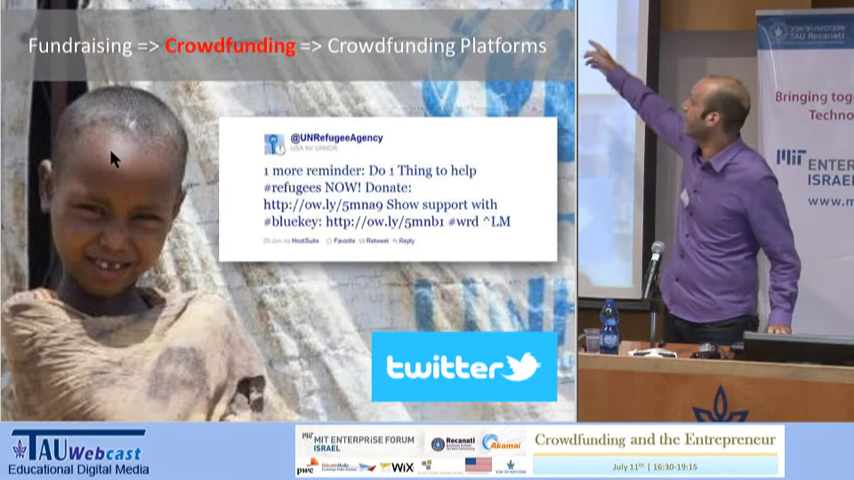 Fundraising => Crowdfunding => Crowdfunding Platforms
@UNRefugeeAgency
USA for UNHCR
1 more reminder: Do 1 Thing to help
#refugees NOW! Donate:
http://ow.ly/5mna9 Show support with
#bluekey: http://ow.ly/5mnb1 #wrd ^LM
20 Jun via HootSuite Favorite Retweet Reply
twitter
TAU Recanati
Bringing tog
Techno
MIT ENTER
ISRAEL
www.m
TAU Webcast
Educational Digital Media
MIT ENTERPRISE FORUM
ISRAEL
Recanati
Akamai
pwc
WiX
Crowdfunding and the Entrepreneur
July 11th | 16:30-19:15